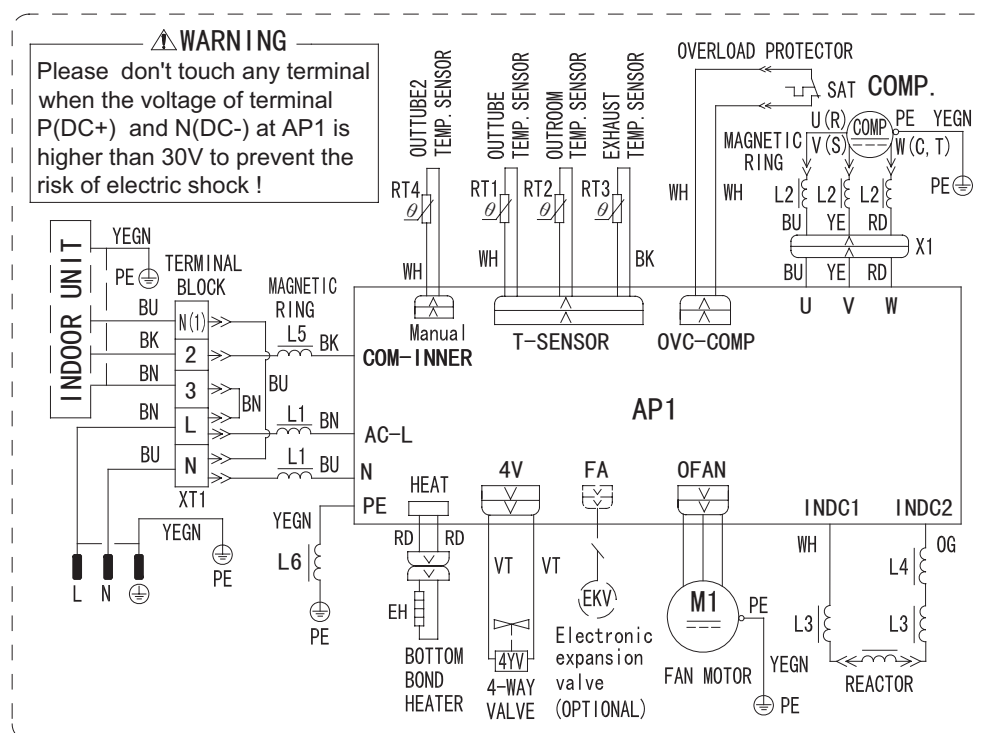 WARNING
Please don't touch any terminal
when the voltage of terminal
P(DC+) and N(DC-) at AP1 is
higher than 30V to prevent the
risk of electric shock !
OUTTUBE2
TEMP. SENSOR
OUTTUBE
TEMP. SENSOR
OUTROOM
TEMP. SENSOR
EXHAUST
TEMP. SENSOR
RT4
θ
RT1
θ
RT2
θ
RT3
θ
WH
WH
BK
OVERLOAD PROTECTOR
SAT
COMP.
WH
WH
MAGNETIC
RING
U(R)
V(S)
COMP
PE
YEGN
W(C, T)
PE
L2
L2
L2
BU
YE
RD
X1
BU
YE
RD
U
V
W
INDOOR UNIT
YEGN
PE
TERMINAL
BLOCK
MAGNETIC
RING
BU
N(1)
BK
2
L5
BK
BN
3
BU
BN
BN
L
L1
BN
BU
N
L1
BU
XT1
Manual
COM-INNER
T-SENSOR
OVC-COMP
AP1
AC-L
N
PE
YEGN
L
N
PE
YEGN
L6
PE
HEAT
RD
RD
EH
BOTTOM
BOND
HEATER
4V
VT
VT
4YV
4-WAY
VALVE
FA
EKV
Electronic
expansion
valve
(OPTIONAL)
OFAN
M1
PE
FAN MOTOR
YEGN
PE
INDC1
INDC2
WH
OG
L4
L3
L3
REACTOR